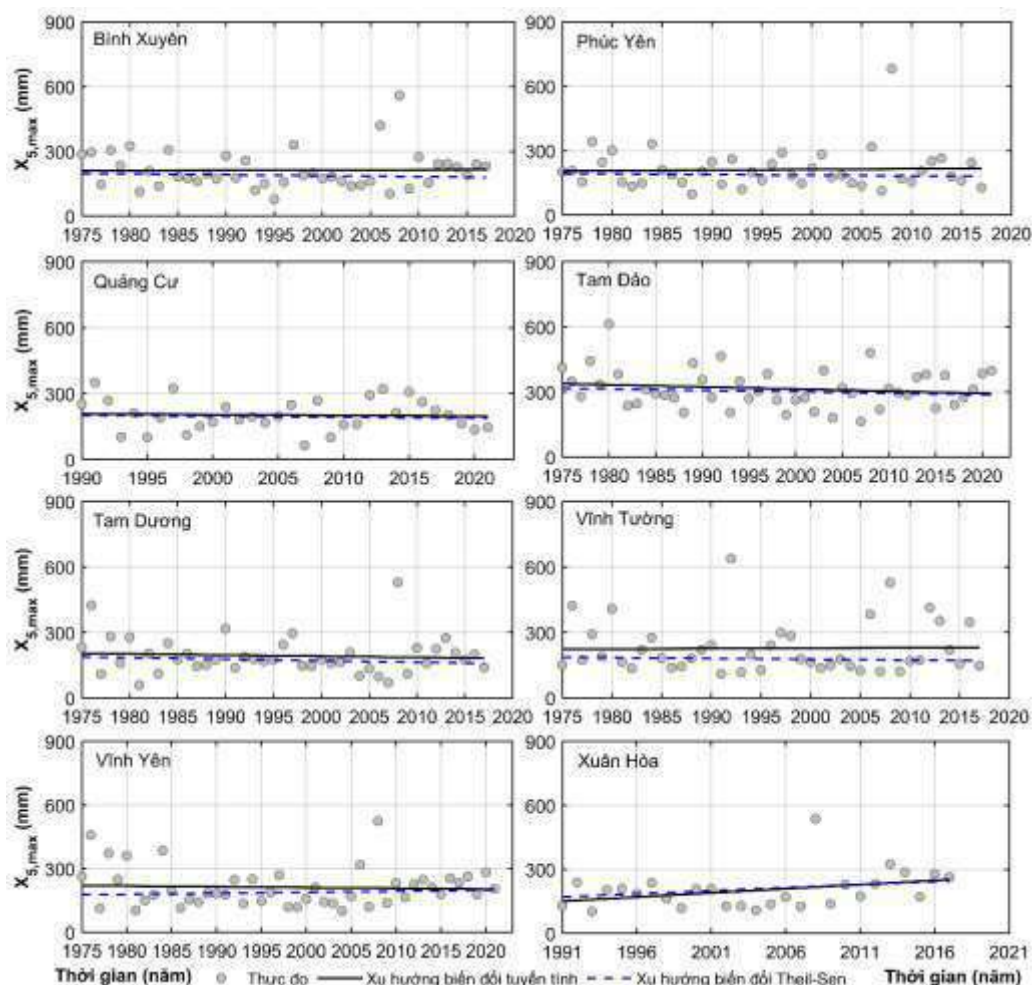 900 900
Bình Xuyên Phúc Yên
600 600
300 300
0 0
1975 1980 1985 1990 1995 2000 2005 2010 2015 2020 1975 1980 1985 1990 1995 2000 2005 2010 2015 2020
X5,max (mm)
900 900
Quảng Cư Tam Đảo
600 600
300 300
0 0
1990 1995 2000 2005 2010 2015 2020 1975 1980 1985 1990 1995 2000 2005 2010 2015 2020
X5,max (mm)
900 900
Tam Dương Vĩnh Tường
600 600
300 300
0 0
1975 1980 1985 1990 1995 2000 2005 2010 2015 2020 1975 1980 1985 1990 1995 2000 2005 2010 2015 2020
X5,max (mm)
900 900
Vĩnh Yên Xuân Hòa
600 600
300 300
0 0
1975 1980 1985 1990 1995 2000 2005 2010 2015 2020 1991 1996 2001 2006 2011 2016 2021
X5,max (mm)
Thời gian (năm) Thực đo Xu hướng biến đổi tuyến tính Xu hướng biến đổi Theil-Sen Thời gian (năm)